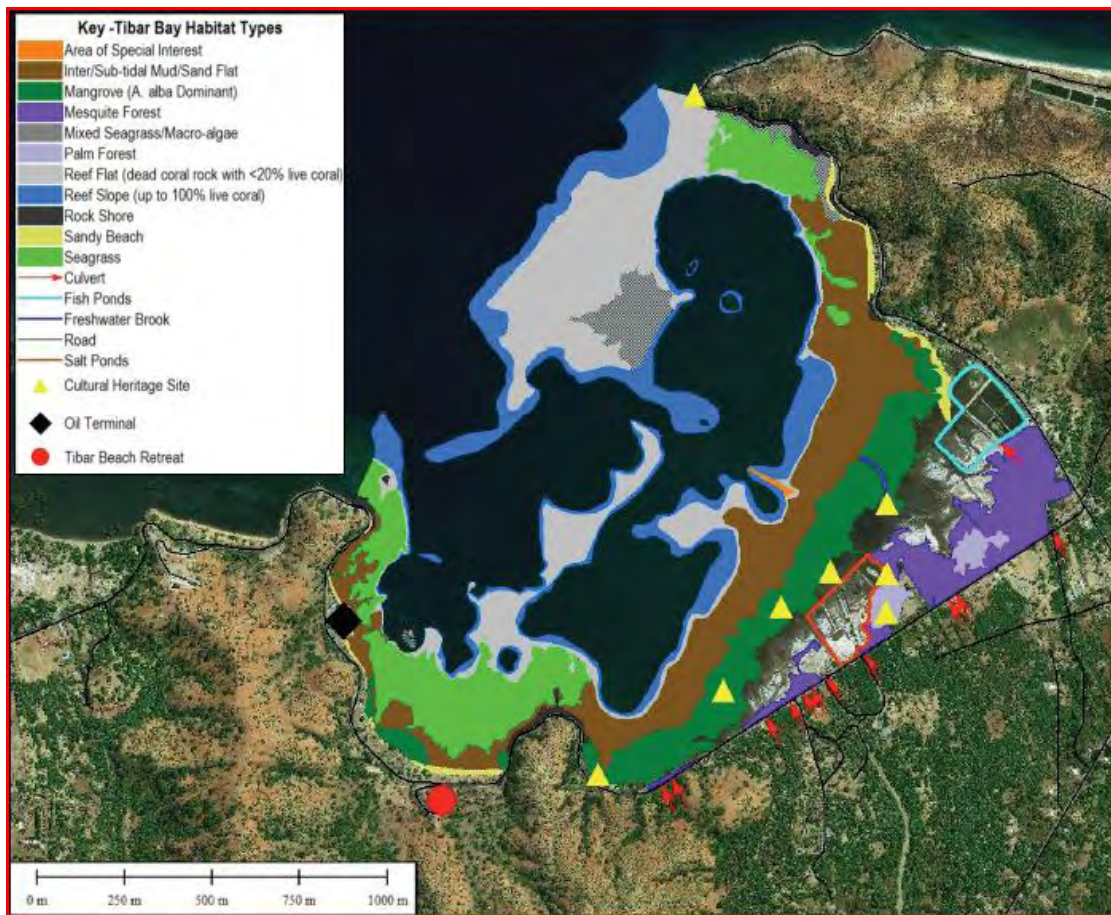 Key -Tibar Bay Habitat Types
Area of Special Interest
Inter/Sub-tidal Mud/Sand Flat
Mangrove (A. alba Dominant)
Mesquite Forest
Mixed Seagrass/Macro-algae
Palm Forest
Reef Flat (dead coral rock with <20% live coral)
Reef Slope (up to 100% live coral)
Rock Shore
Sandy Beach
Seagrass
Culvert
Fish Ponds
Freshwater Brook
Road
Salt Ponds
Cultural Heritage Site
Oil Terminal
Tibar Beach Retreat
0 m 250 m 500 m 750 m 1000 m